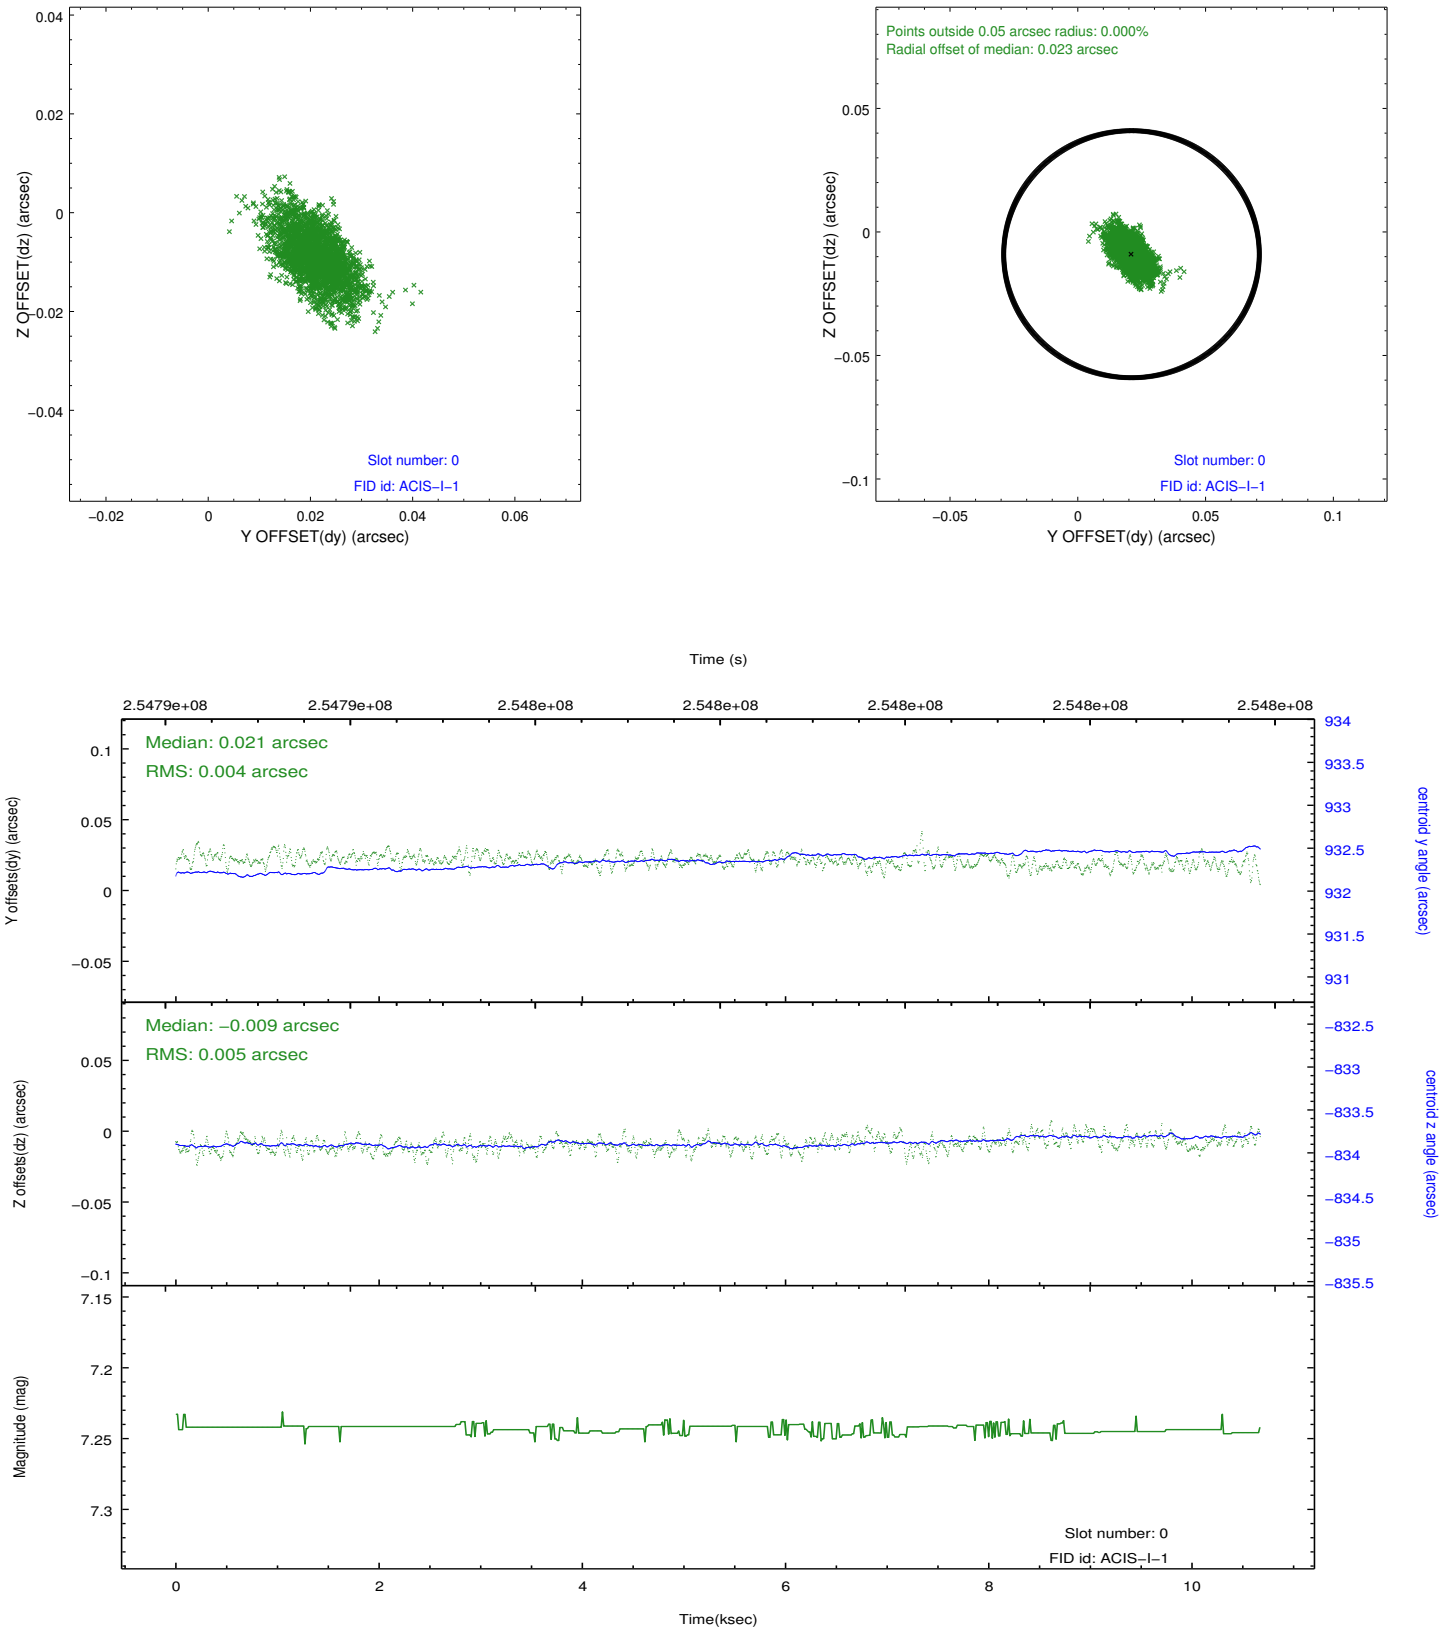 0.04
0.02
0
−0.02
−0.04
Z OFFSET(dz) (arcsec)
Slot number: 0
FID id: ACIS−I−1
−0.02 0 0.02 0.04 0.06
Y OFFSET(dy) (arcsec)
Points outside 0.05 arcsec radius: 0.000%
Radial offset of median: 0.023 arcsec
0.05
0
−0.05
−0.1
Z OFFSET(dz) (arcsec)
Slot number: 0
FID id: ACIS−I−1
−0.05 0 0.05 0.1
Y OFFSET(dy) (arcsec)
Time (s)
2.5479e+08 2.5479e+08 2.548e+08 2.548e+08 2.548e+08 2.548e+08 2.548e+08
Median: 0.021 arcsec
RMS: 0.004 arcsec
0.1
0.05
0
−0.05
Y offsets(dy) (arcsec)
934
933.5
933
932.5
932
931.5
931
centroid y angle (arcsec)
Median: −0.009 arcsec
RMS: 0.005 arcsec
0.05
0
−0.05
−0.1
Z offsets(dz) (arcsec)
−832.5
−833
−833.5
−834
−834.5
−835
−835.5
centroid z angle (arcsec)
7.15
7.2
7.25
7.3
Magnitude (mag)
Slot number: 0
FID id: ACIS−I−1
0 2 4 6 8 10
Time(ksec)